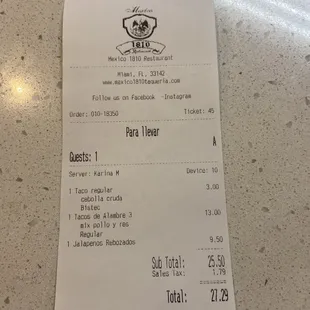 1810
Mexico 1810 Restaurant
Miami, FL, 33142
www.mexico1810taqueria.com
Follow us on Facebook -Instagram
Order: 010-18350 Ticket: 45
Para llevar
A
Guests: 1
Server: Karina M Device: 10
1 Taco regular 3.00
cebolla cruda
Bistec
1 Tacos de Alambre 3 13.00
mix pollo y res
Regular
1 Jalapenos Rebozados 9.50
Sub Total: 25.50
Sales Tax: 1.79
Total: 27.29